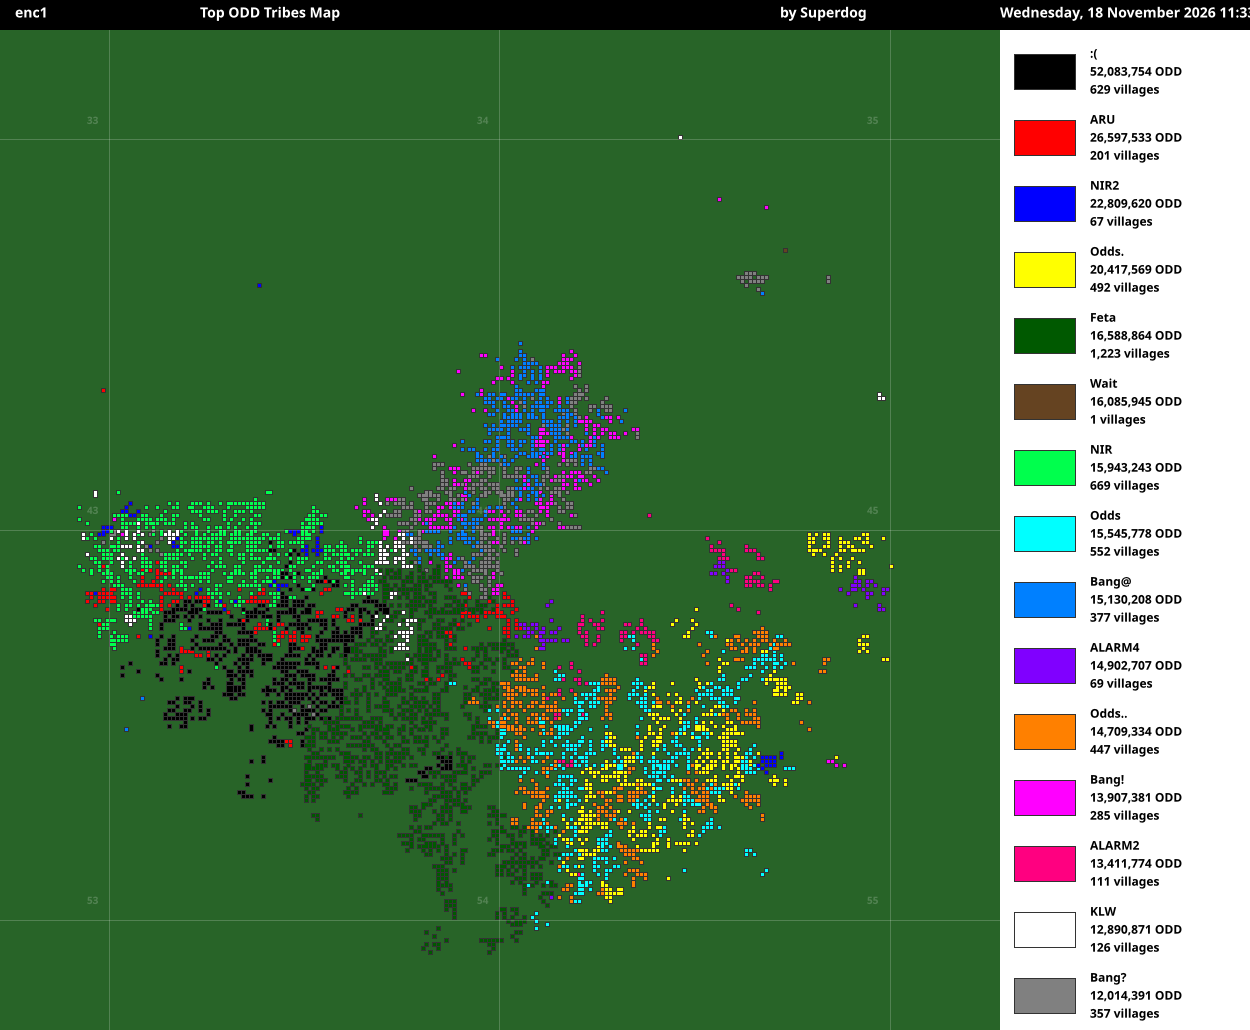 enc1 Top ODD Tribes Map by Superdog Wednesday, 18 November 2026 11:33
:(
52,083,754 ODD
629 villages
33 34 35
ARU
26,597,533 ODD
201 villages
NIR2
22,809,620 ODD
67 villages
Odds.
20,417,569 ODD
492 villages
Feta
16,588,864 ODD
1,223 villages
Wait
16,085,945 ODD
1 villages
NIR
15,943,243 ODD
669 villages
43 44 45
Odds
15,545,778 ODD
552 villages
Bang@
15,130,208 ODD
377 villages
ALARM4
14,902,707 ODD
69 villages
Odds..
14,709,334 ODD
447 villages
Bang!
13,907,381 ODD
285 villages
ALARM2
13,411,774 ODD
111 villages
53 54 55
KLW
12,890,871 ODD
126 villages
Bang?
12,014,391 ODD
357 villages